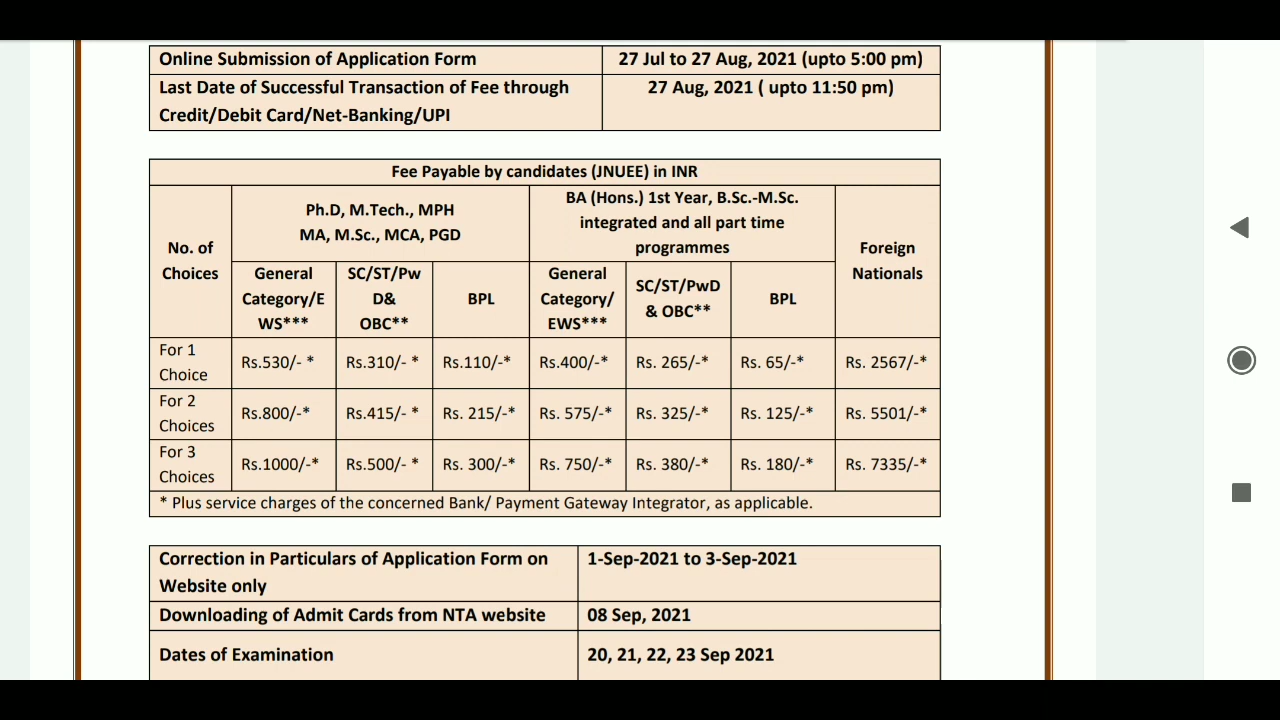 Online Submission of Application Form
27 Jul to 27 Aug, 2021 (upto 5:00 pm)
Last Date of Successful Transaction of Fee through
Credit/Debit Card/Net-Banking/UPI
27 Aug, 2021 ( upto 11:50 pm)
Fee Payable by candidates (JNUEE) in INR
No. of
Choices
Ph.D, M.Tech., MPH
MA, M.Sc., MCA, PGD
BA (Hons.) 1st Year, B.Sc.-M.Sc.
integrated and all part time
programmes
Foreign
Nationals
General
Category/E
WS***
SC/ST/Pw
D&
OBC**
BPL
General
Category/
EWS***
SC/ST/PwD
& OBC**
BPL
For 1
Choice
Rs.530/- *
Rs.310/- *
Rs.110/-*
Rs.400/-*
Rs. 265/-*
Rs. 65/-*
Rs. 2567/-*
For 2
Choices
Rs.800/-*
Rs.415/- *
Rs. 215/-*
Rs. 575/-*
Rs. 325/-*
Rs. 125/-*
Rs. 5501/-*
For 3
Choices
Rs.1000/-*
Rs.500/- *
Rs. 300/-*
Rs. 750/-*
Rs. 380/-*
Rs. 180/-*
Rs. 7335/-*
* Plus service charges of the concerned Bank/ Payment Gateway Integrator, as applicable.
Correction in Particulars of Application Form on
Website only
1-Sep-2021 to 3-Sep-2021
Downloading of Admit Cards from NTA website
08 Sep, 2021
Dates of Examination
20, 21, 22, 23 Sep 2021